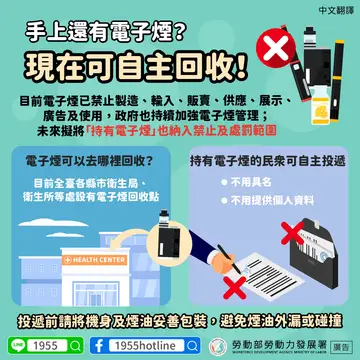 中文翻譯
手上還有電子煙?
現在可自主回收!
目前電子煙已禁止製造、輸入、販賣、供應、展示、
廣告及使用，政府也持續加強電子煙管理；
未來擬將「持有電子煙」也納入禁止及處罰範圍
電子煙可以去哪裡回收?
目前全臺各縣市衛生局、
衛生所等處設有電子煙回收點
HEALTH CENTER
持有電子煙的民眾可自主投遞
不用具名
不用提供個人資料
投遞前請將機身及煙油妥善包裝，避免煙油外漏或碰撞
1955
1955hotline
勞動部勞動力發展署
WORKFORCE DEVELOPMENT AGENCY, MINISTRY OF LABOR
廣告